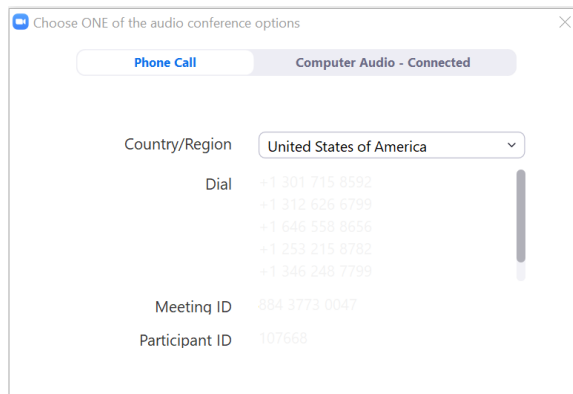 Choose ONE of the audio conference options
Phone Call
Computer Audio - Connected
Country/Region
United States of America
Dial
+1 301 715 8592
+1 312 626 6799
+1 646 558 8656
+1 253 215 8782
+1 346 248 7799
Meeting ID
884 3773 0047
Participant ID
107668